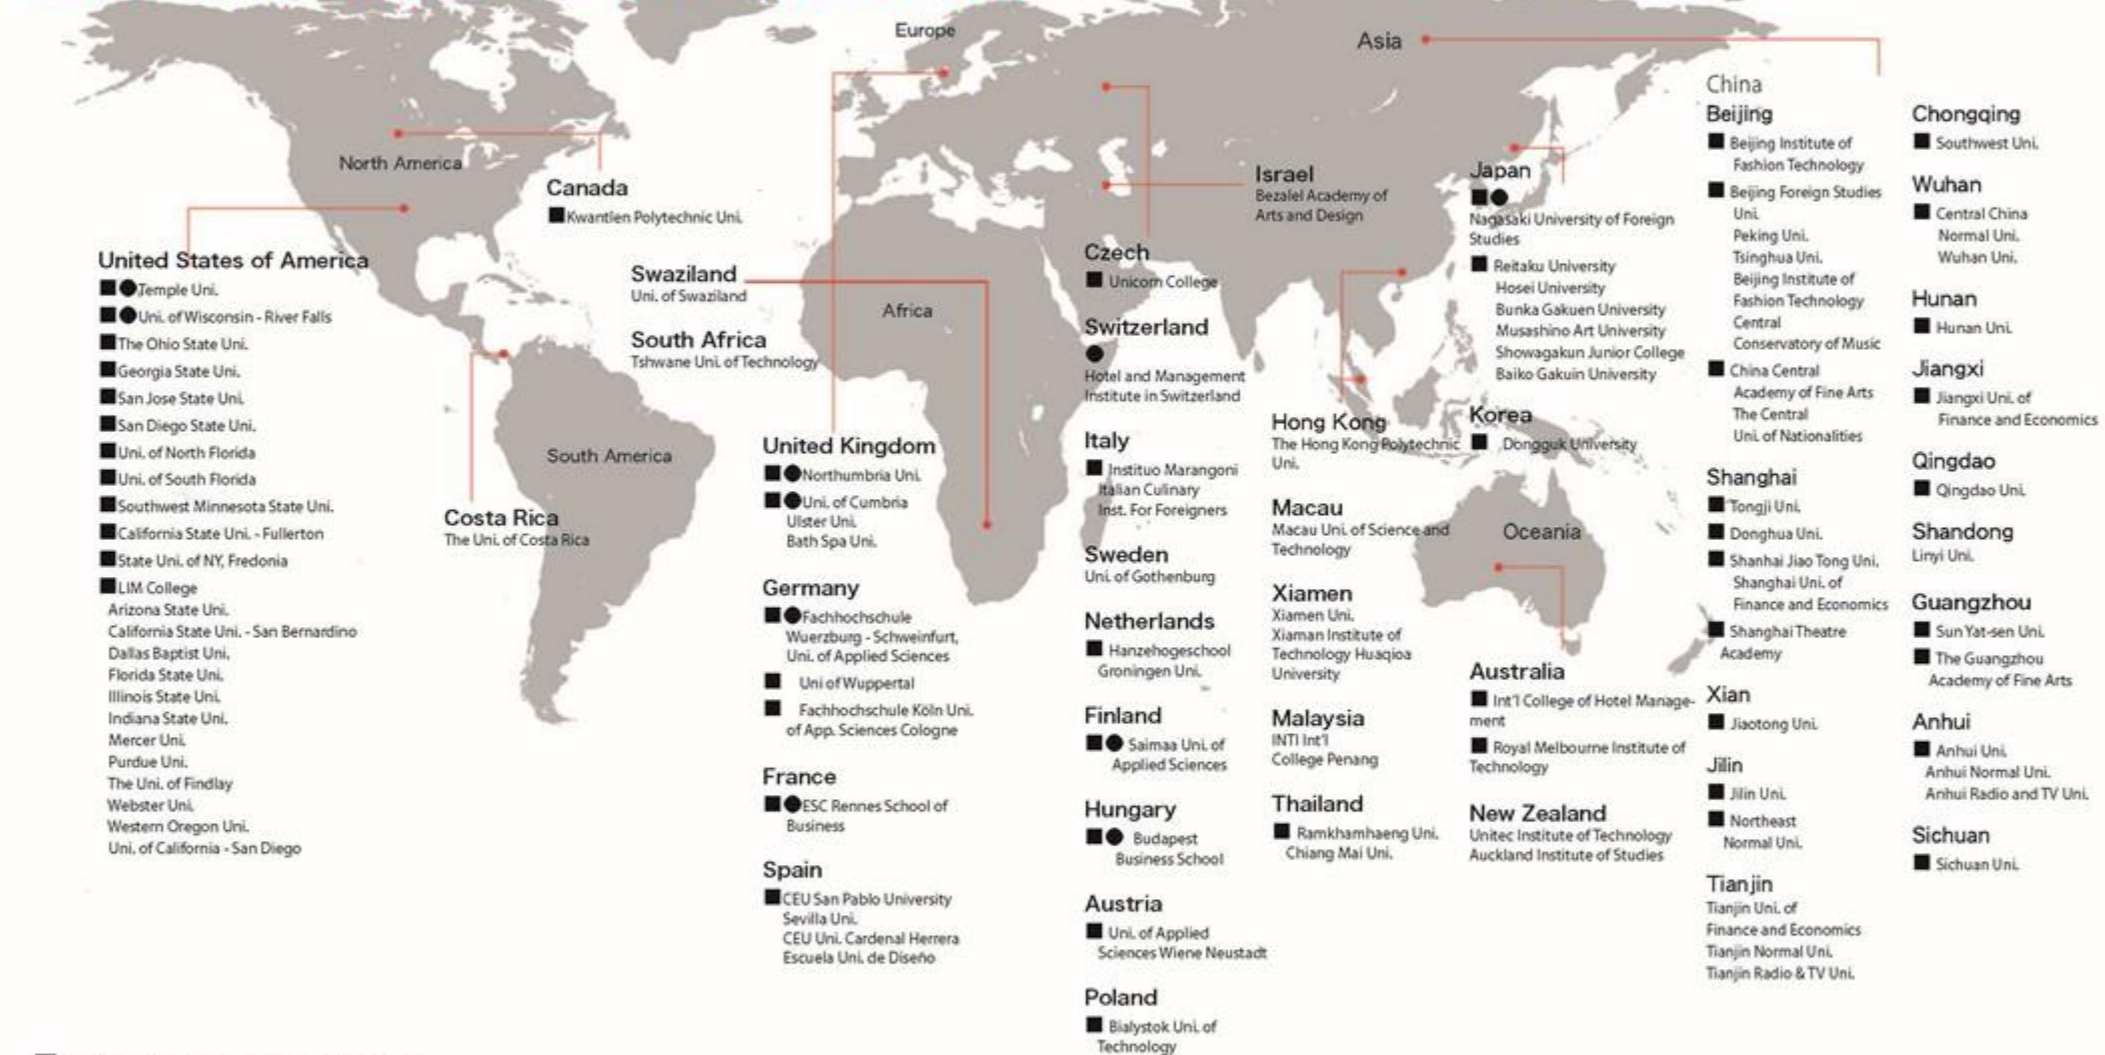 Europe
Asia
North America
Africa
South America
Oceania
Canada
Kwantlen Polytechnic Uni.
United States of America
Temple Uni.
Uni. of Wisconsin - River Falls
The Ohio State Uni.
Georgia State Uni.
San Jose State Uni.
San Diego State Uni.
Uni. of North Florida
Uni. of South Florida
Southwest Minnesota State Uni.
California State Uni. - Fullerton
State Uni. of NY, Fredonia
LIM College
Arizona State Uni.
California State Uni. - San Bernardino
Dallas Baptist Uni.
Florida State Uni.
Illinois State Uni.
Indiana State Uni.
Mercer Uni.
Purdue Uni.
The Uni. of Findlay
Webster Uni.
Western Oregon Uni.
Uni. of California - San Diego
Costa Rica
The Uni. of Costa Rica
Swaziland
Uni. of Swaziland
South Africa
Tshwane Uni. of Technology
United Kingdom
Northumbria Uni.
Uni. of Cumbria
Ulster Uni.
Bath Spa Uni.
Germany
Fachhochschule
Wuerzburg - Schweinfurt,
Uni. of Applied Sciences
Uni of Wuppertal
Fachhochschule Köln Uni.
of App. Sciences Cologne
France
ESC Rennes School of
Business
Spain
CEU San Pablo University
Sevilla Uni.
CEU Uni. Cardenal Herrera
Escuela Uni. de Diseño
Czech
Unicorn College
Switzerland
Hotel and Management
Institute in Switzerland
Italy
Instituo Marangoni
Italian Culinary
Inst. For Foreigners
Sweden
Uni. of Gothenburg
Netherlands
Hanzehogeschool
Groningen Uni.
Finland
Saimaa Uni. of
Applied Sciences
Hungary
Budapest
Business School
Austria
Uni. of Applied
Sciences Wiene Neustadt
Poland
Bialystok Uni. of
Technology
Israel
Bezalel Academy of
Arts and Design
Hong Kong
The Hong Kong Polytechnic
Uni.
Macau
Macau Uni. of Science and
Technology
Xiamen
Xiamen Uni.
Xiaman Institute of
Technology Huaqioa
University
Malaysia
INTI Int'l
College Penang
Thailand
Ramkhamhaeng Uni.
Chiang Mai Uni.
Japan
Nagasaki University of Foreign
Studies
Reitaku University
Hosei University
Bunka Gakuen University
Musashino Art University
Showagakun Junior College
Baiko Gakuin University
Korea
Dongguk University
Australia
Int'l College of Hotel Manage-
ment
Royal Melbourne Institute of
Technology
New Zealand
Unitec Institute of Technology
Auckland Institute of Studies
China
Beijing
Beijing Institute of
Fashion Technology
Beijing Foreign Studies
Uni.
Peking Uni.
Tsinghua Uni.
Beijing Institute of
Fashion Technology
Central
Conservatory of Music
China Central
Academy of Fine Arts
The Central
Uni. of Nationalities
Shanghai
Tongji Uni.
Donghua Uni.
Shanhai Jiao Tong Uni.
Shanghai Uni. of
Finance and Economics
Shanghai Theatre
Academy
Xian
Jiaotong Uni.
Jilin
Jilin Uni.
Northeast
Normal Uni.
Tianjin
Tianjin Uni. of
Finance and Economics
Tianjin Normal Uni.
Tianjin Radio & TV Uni.
Chongqing
Southwest Uni.
Wuhan
Central China
Normal Uni.
Wuhan Uni.
Hunan
Hunan Uni.
Jiangxi
Jiangxi Uni. of
Finance and Economics
Qingdao
Qingdao Uni.
Shandong
Linyi Uni.
Guangzhou
Sun Yat-sen Uni.
The Guangzhou
Academy of Fine Arts
Anhui
Anhui Uni.
Anhui Normal Uni.
Anhui Radio and TV Uni.
Sichuan
Sichuan Uni.